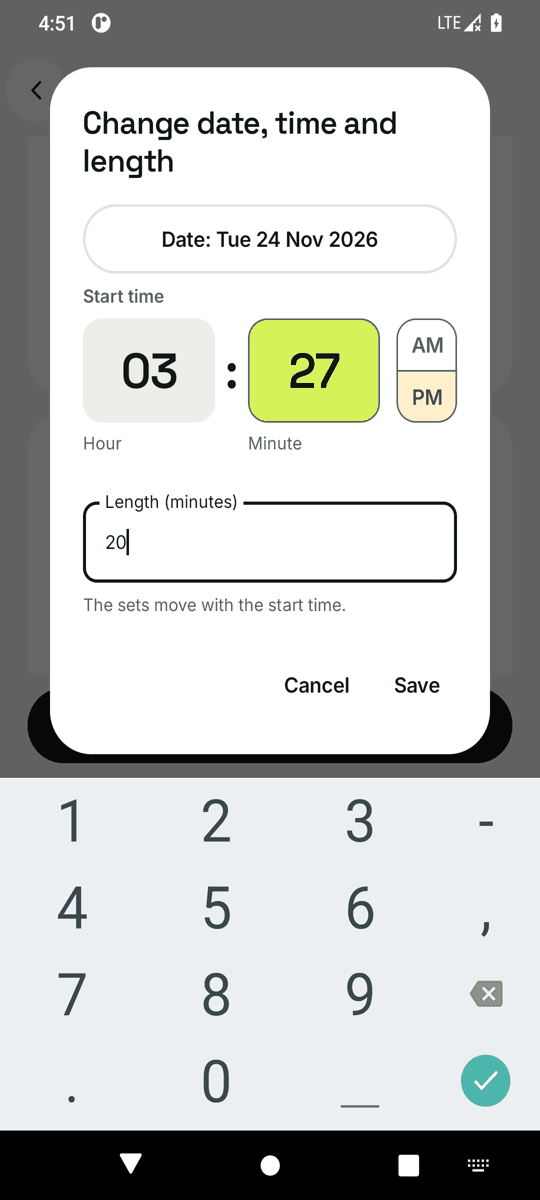 4:51
LTE
Change date, time and
length
Date: Tue 24 Nov 2026
Start time
03 : 27
AM
PM
Hour
Minute
Length (minutes)
20
The sets move with the start time.
Cancel
Save
1 2 3 -
4 5 6 ,
7 8 9
. 0 _